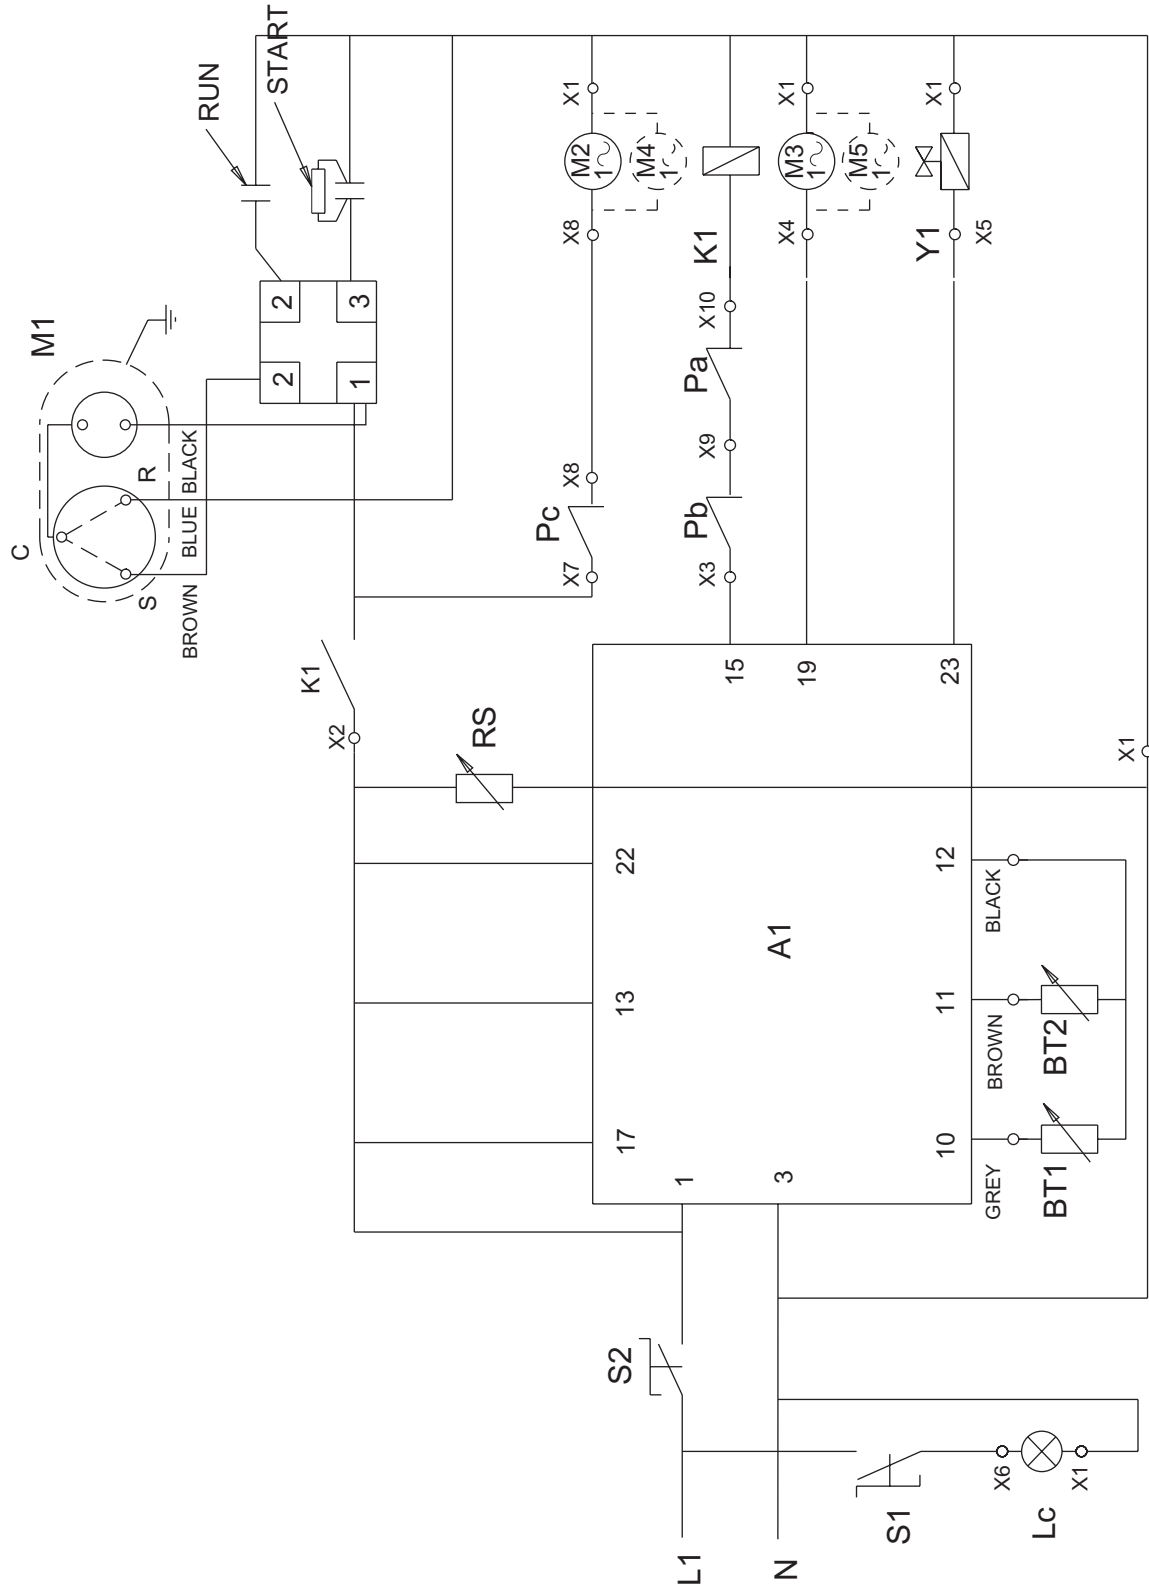 M1
C
S
R
BROWN
BLUE
BLACK
RUN
START
2
2
1
3
K1
X2
RS
X7
Pc
X8
X8
M2
1
M4
1
X1
X3
Pb
X9
Pa
X10
K1
X4
M3
1
M5
1
X1
Y1
X5
X1
15
19
23
22
13
17
1
3
A1
12
11
10
BLACK
BROWN
GREY
BT2
BT1
X1
S2
L1
N
S1
X6
X1
Lc